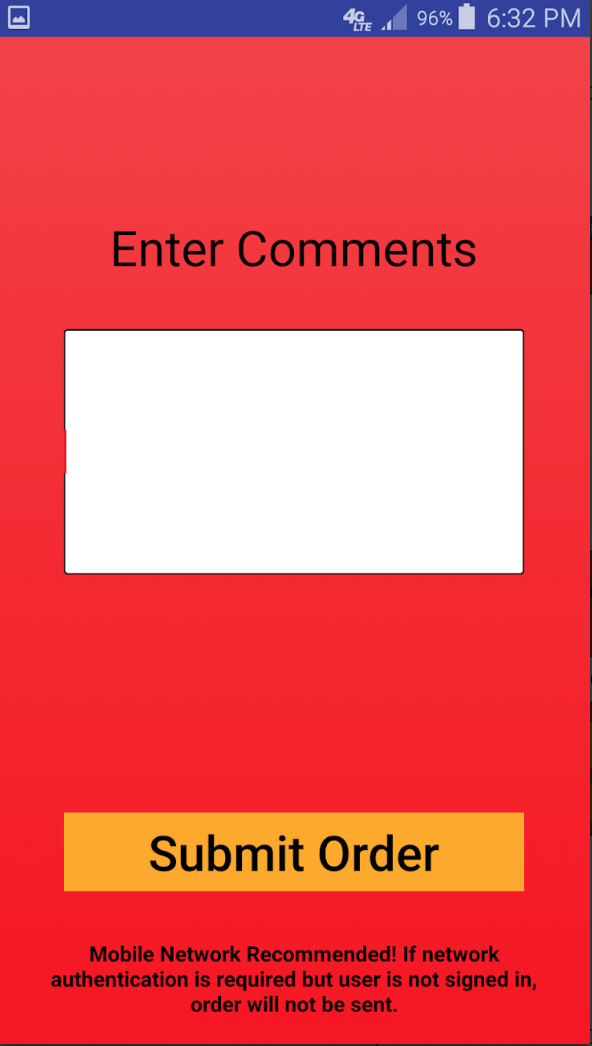 4G LTE 96% 6:32 PM
Enter Comments
Submit Order
Mobile Network Recommended! If network
authentication is required but user is not signed in,
order will not be sent.